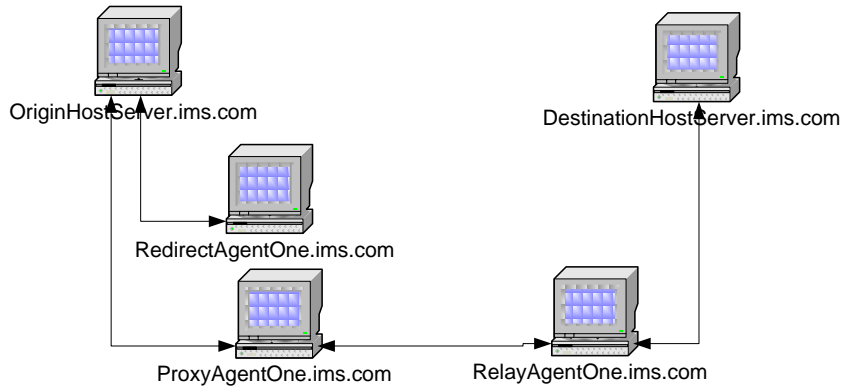 OriginHostServer.ims.com
DestinationHostServer.ims.com
RedirectAgentOne.ims.com
ProxyAgentOne.ims.com
RelayAgentOne.ims.com